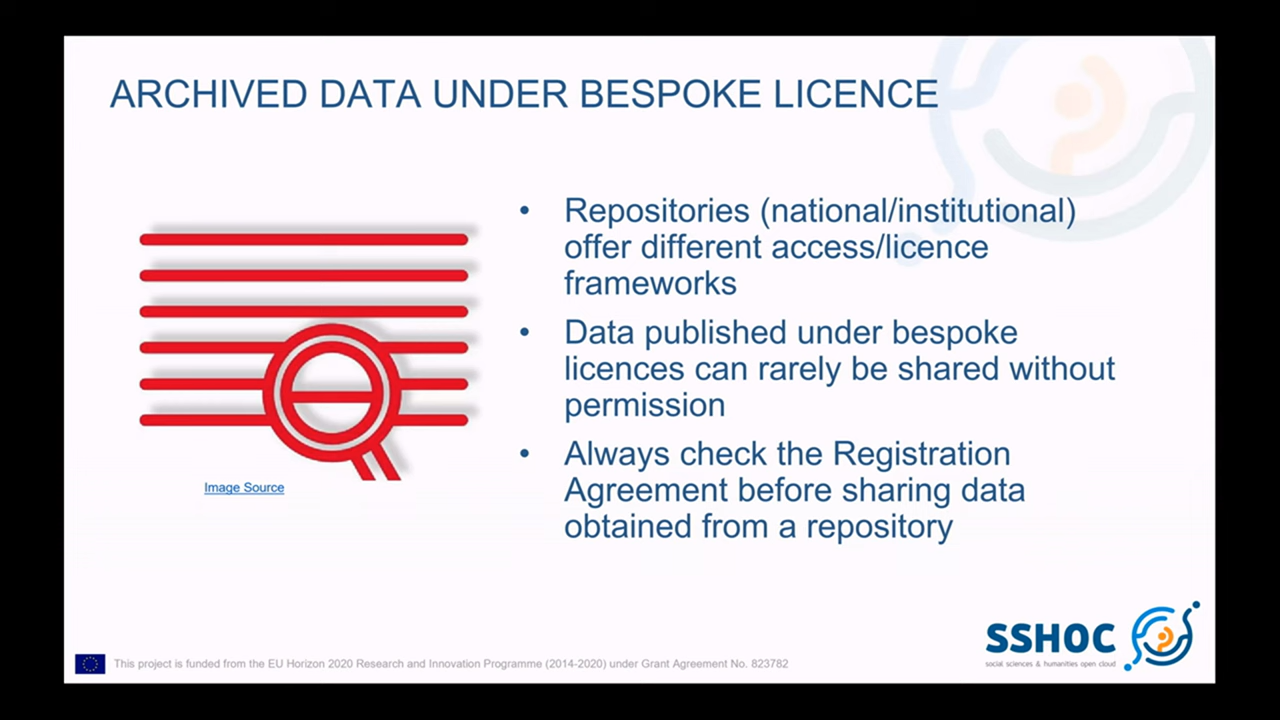 ARCHIVED DATA UNDER BESPOKE LICENCE
• Repositories (national/institutional)
offer different access/licence
frameworks
• Data published under bespoke
licences can rarely be shared without
permission
• Always check the Registration
Agreement before sharing data
obtained from a repository
Image Source
SSHOC
social sciences & humanities open cloud
This project is funded from the EU Horizon 2020 Research and Innovation Programme (2014-2020) under Grant Agreement No. 823782